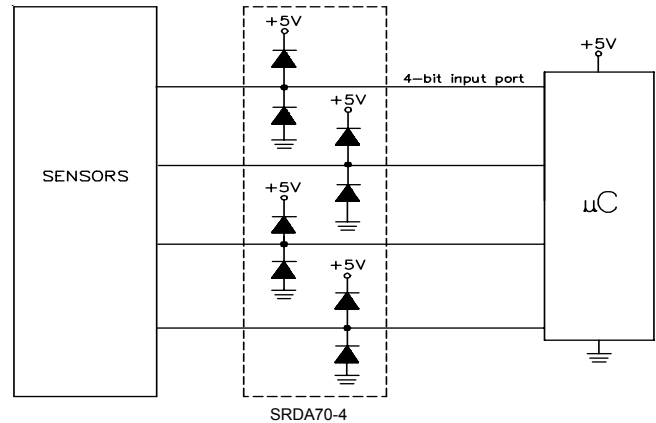 +5V
+5V
4-bit input port
+5V
SENSORS
+5V
μC
+5V
SRDA70-4